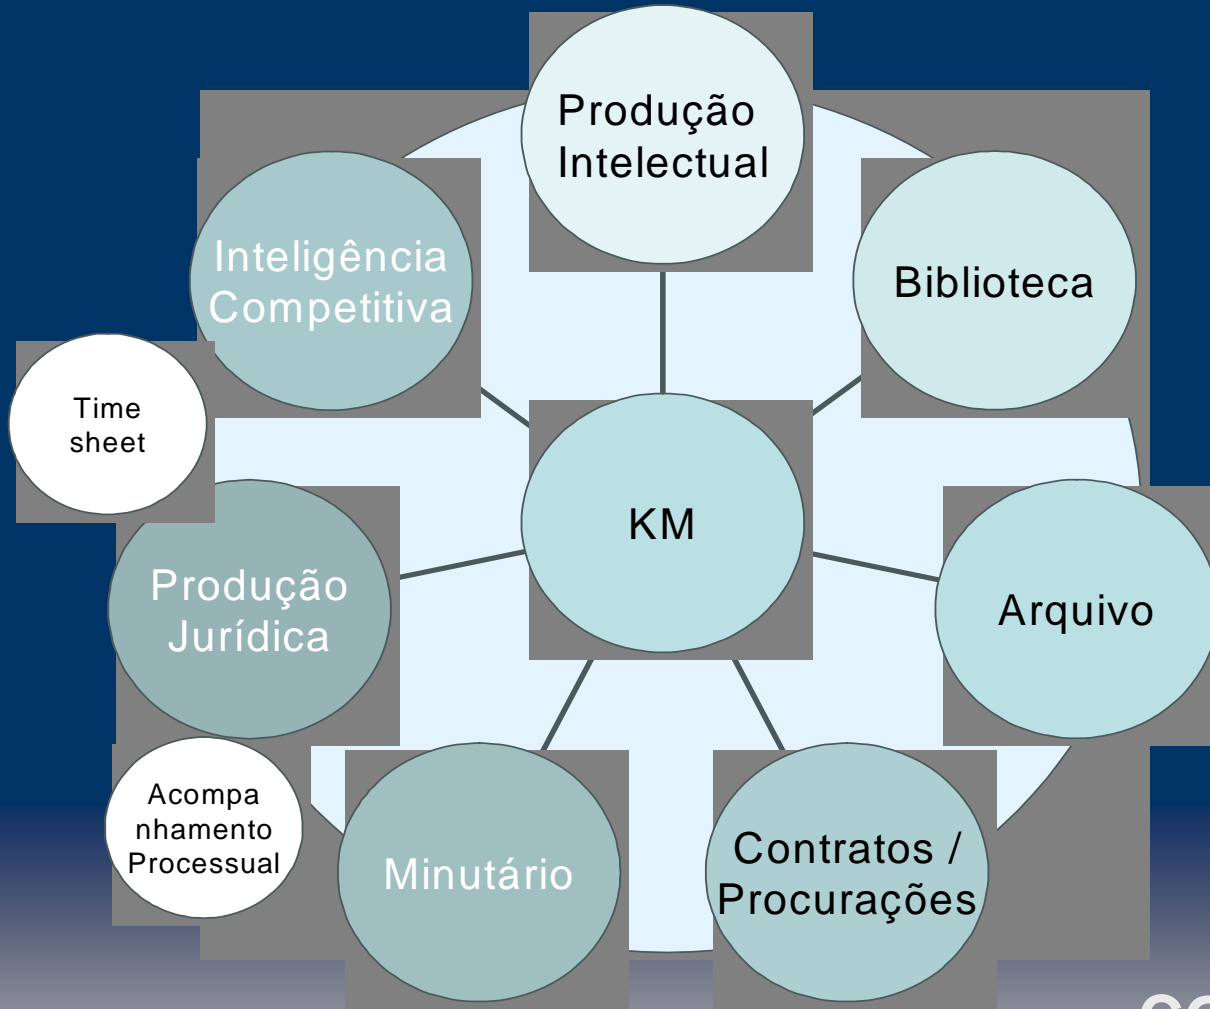 Produção
Intelectual
Inteligência
Competitiva
Biblioteca
Time
sheet
KM
Produção
Jurídica
Arquivo
Acompa
nhamento
Processual
Minutário
Contratos /
Procurações